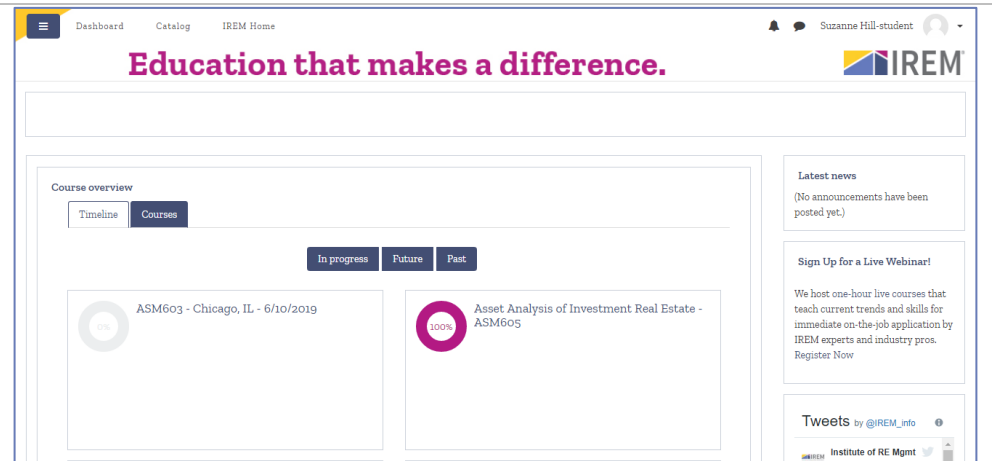 Dashboard Catalog IREM Home Suzanne Hill-student
Education that makes a difference. IREM
Course overview
Timeline Courses
In progress Future Past
0% ASM603 - Chicago, IL - 6/10/2019
100% Asset Analysis of Investment Real Estate -
ASM605
Latest news
(No announcements have been
posted yet.)
Sign Up for a Live Webinar!
We host one-hour live courses that
teach current trends and skills for
immediate on-the-job application by
IREM experts and industry pros.
Register Now
Tweets by @IREM_info
IREM Institute of RE Mgmt